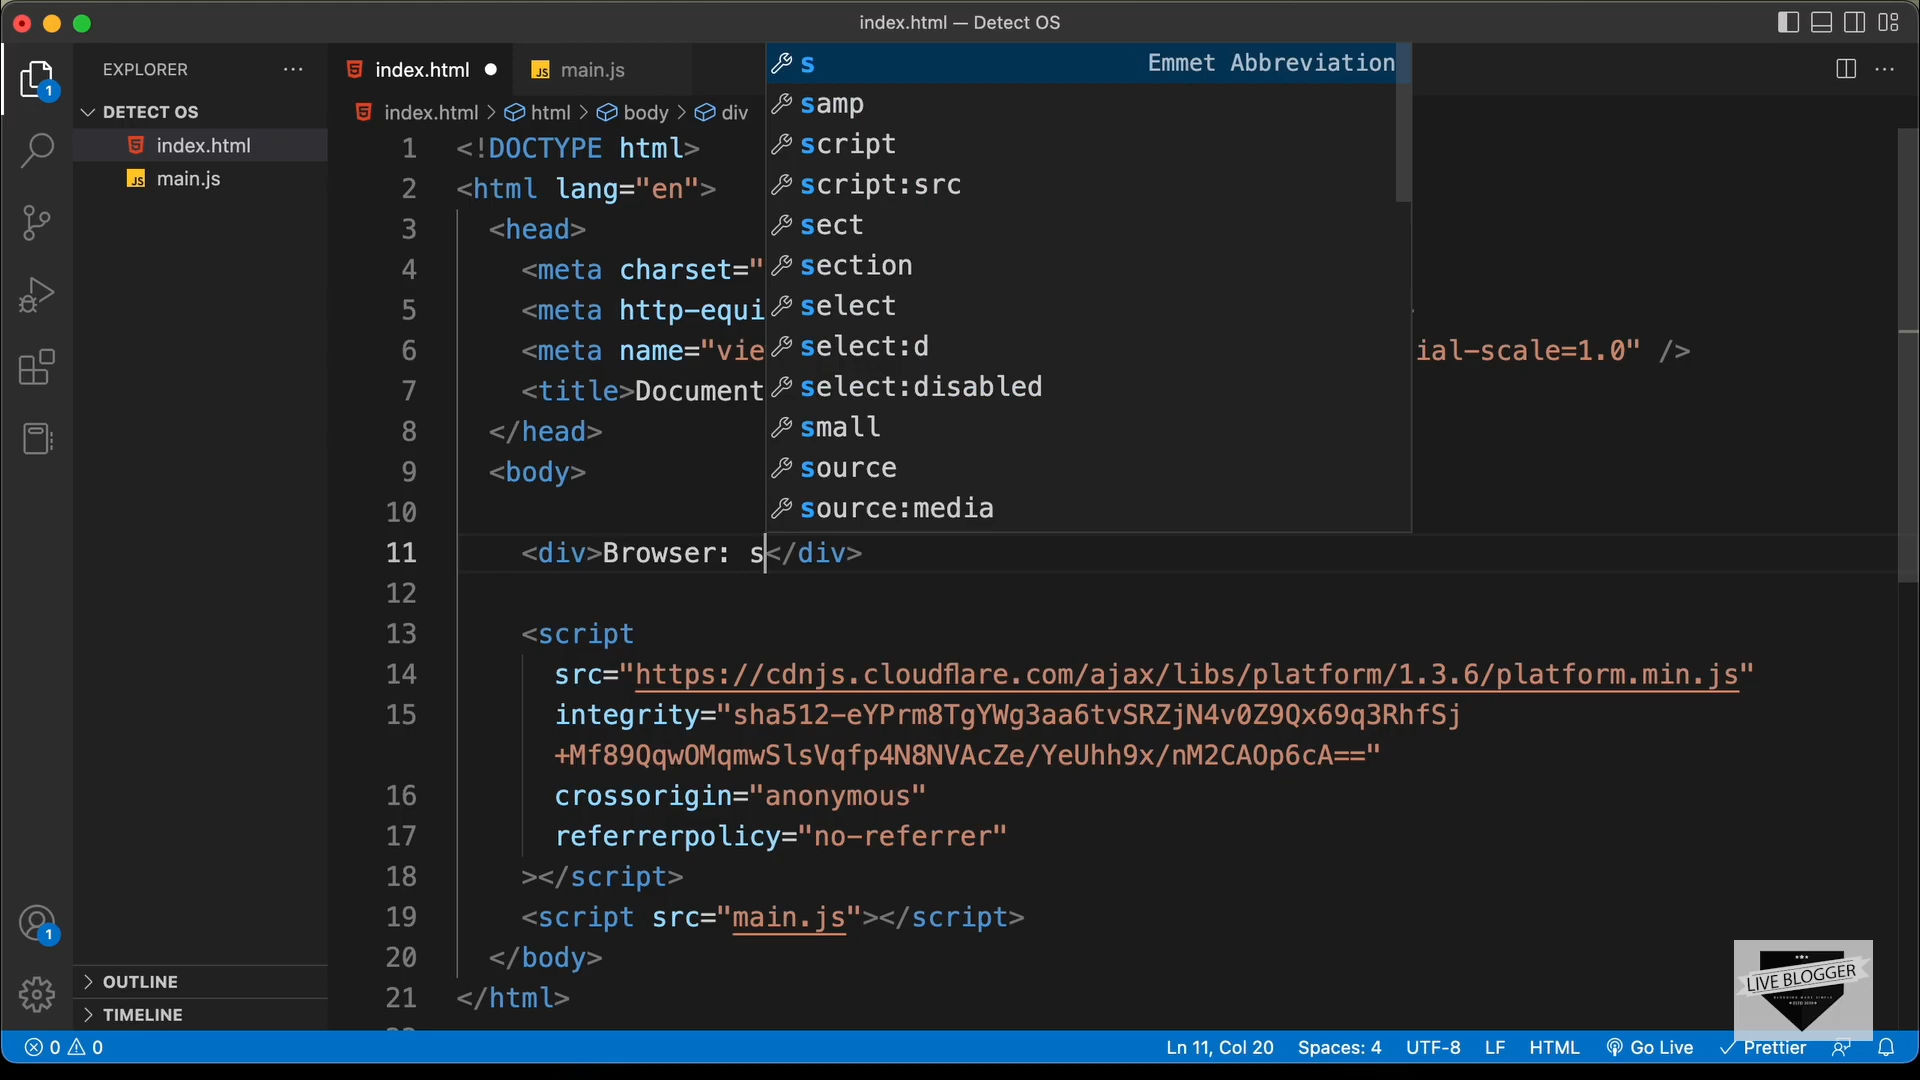 index.html — Detect OS
EXPLORER
DETECT OS
index.html
main.js
OUTLINE
TIMELINE
1
1
index.html
main.js
index.html > html > body > div
s Emmet Abbreviation
samp
script
script:src
sect
section
select
select:d
select:disabled
small
source
source:media
1 <!DOCTYPE html>
2 <html lang="en">
3 <head>
4 <meta charset="
5 <meta http-equi
6 <meta name="vie ial-scale=1.0" />
7 <title>Document
8 </head>
9 <body>
10
11 <div>Browser: s</div>
12
13 <script
14 src="https://cdnjs.cloudflare.com/ajax/libs/platform/1.3.6/platform.min.js"
15 integrity="sha512-eYPrm8TgYWg3aa6tvSRZjN4v0Z9Qx69q3RhfSj
+Mf89QqwOMqmwSlsVqfp4N8NVAcZe/YeUhh9x/nM2CAOp6cA=="
16 crossorigin="anonymous"
17 referrerpolicy="no-referrer"
18 ></script>
19 <script src="main.js"></script>
20 </body>
21 </html>
LIVE BLOGGER
0 0
Ln 11, Col 20 Spaces: 4 UTF-8 LF HTML Go Live Prettier